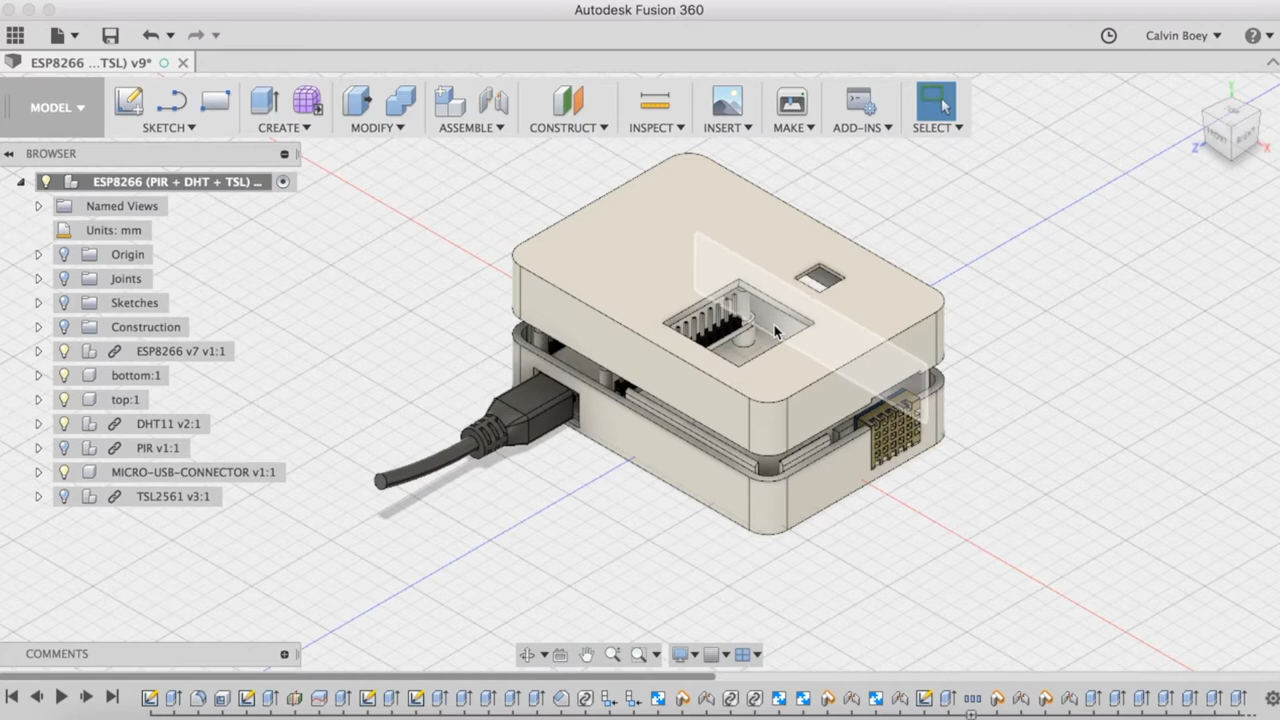 Autodesk Fusion 360
Calvin Boey
ESP8266 ...TSL) v9*
MODEL
SKETCH
CREATE
MODIFY
ASSEMBLE
CONSTRUCT
INSPECT
INSERT
MAKE
ADD-INS
SELECT
BROWSER
ESP8266 (PIR + DHT + TSL) ...
Named Views
Units: mm
Origin
Joints
Sketches
Construction
ESP8266 v7 v1:1
bottom:1
top:1
DHT11 v2:1
PIR v1:1
MICRO-USB-CONNECTOR v1:1
TSL2561 v3:1
FRONT
RIGHT
Y
Z
X
COMMENTS